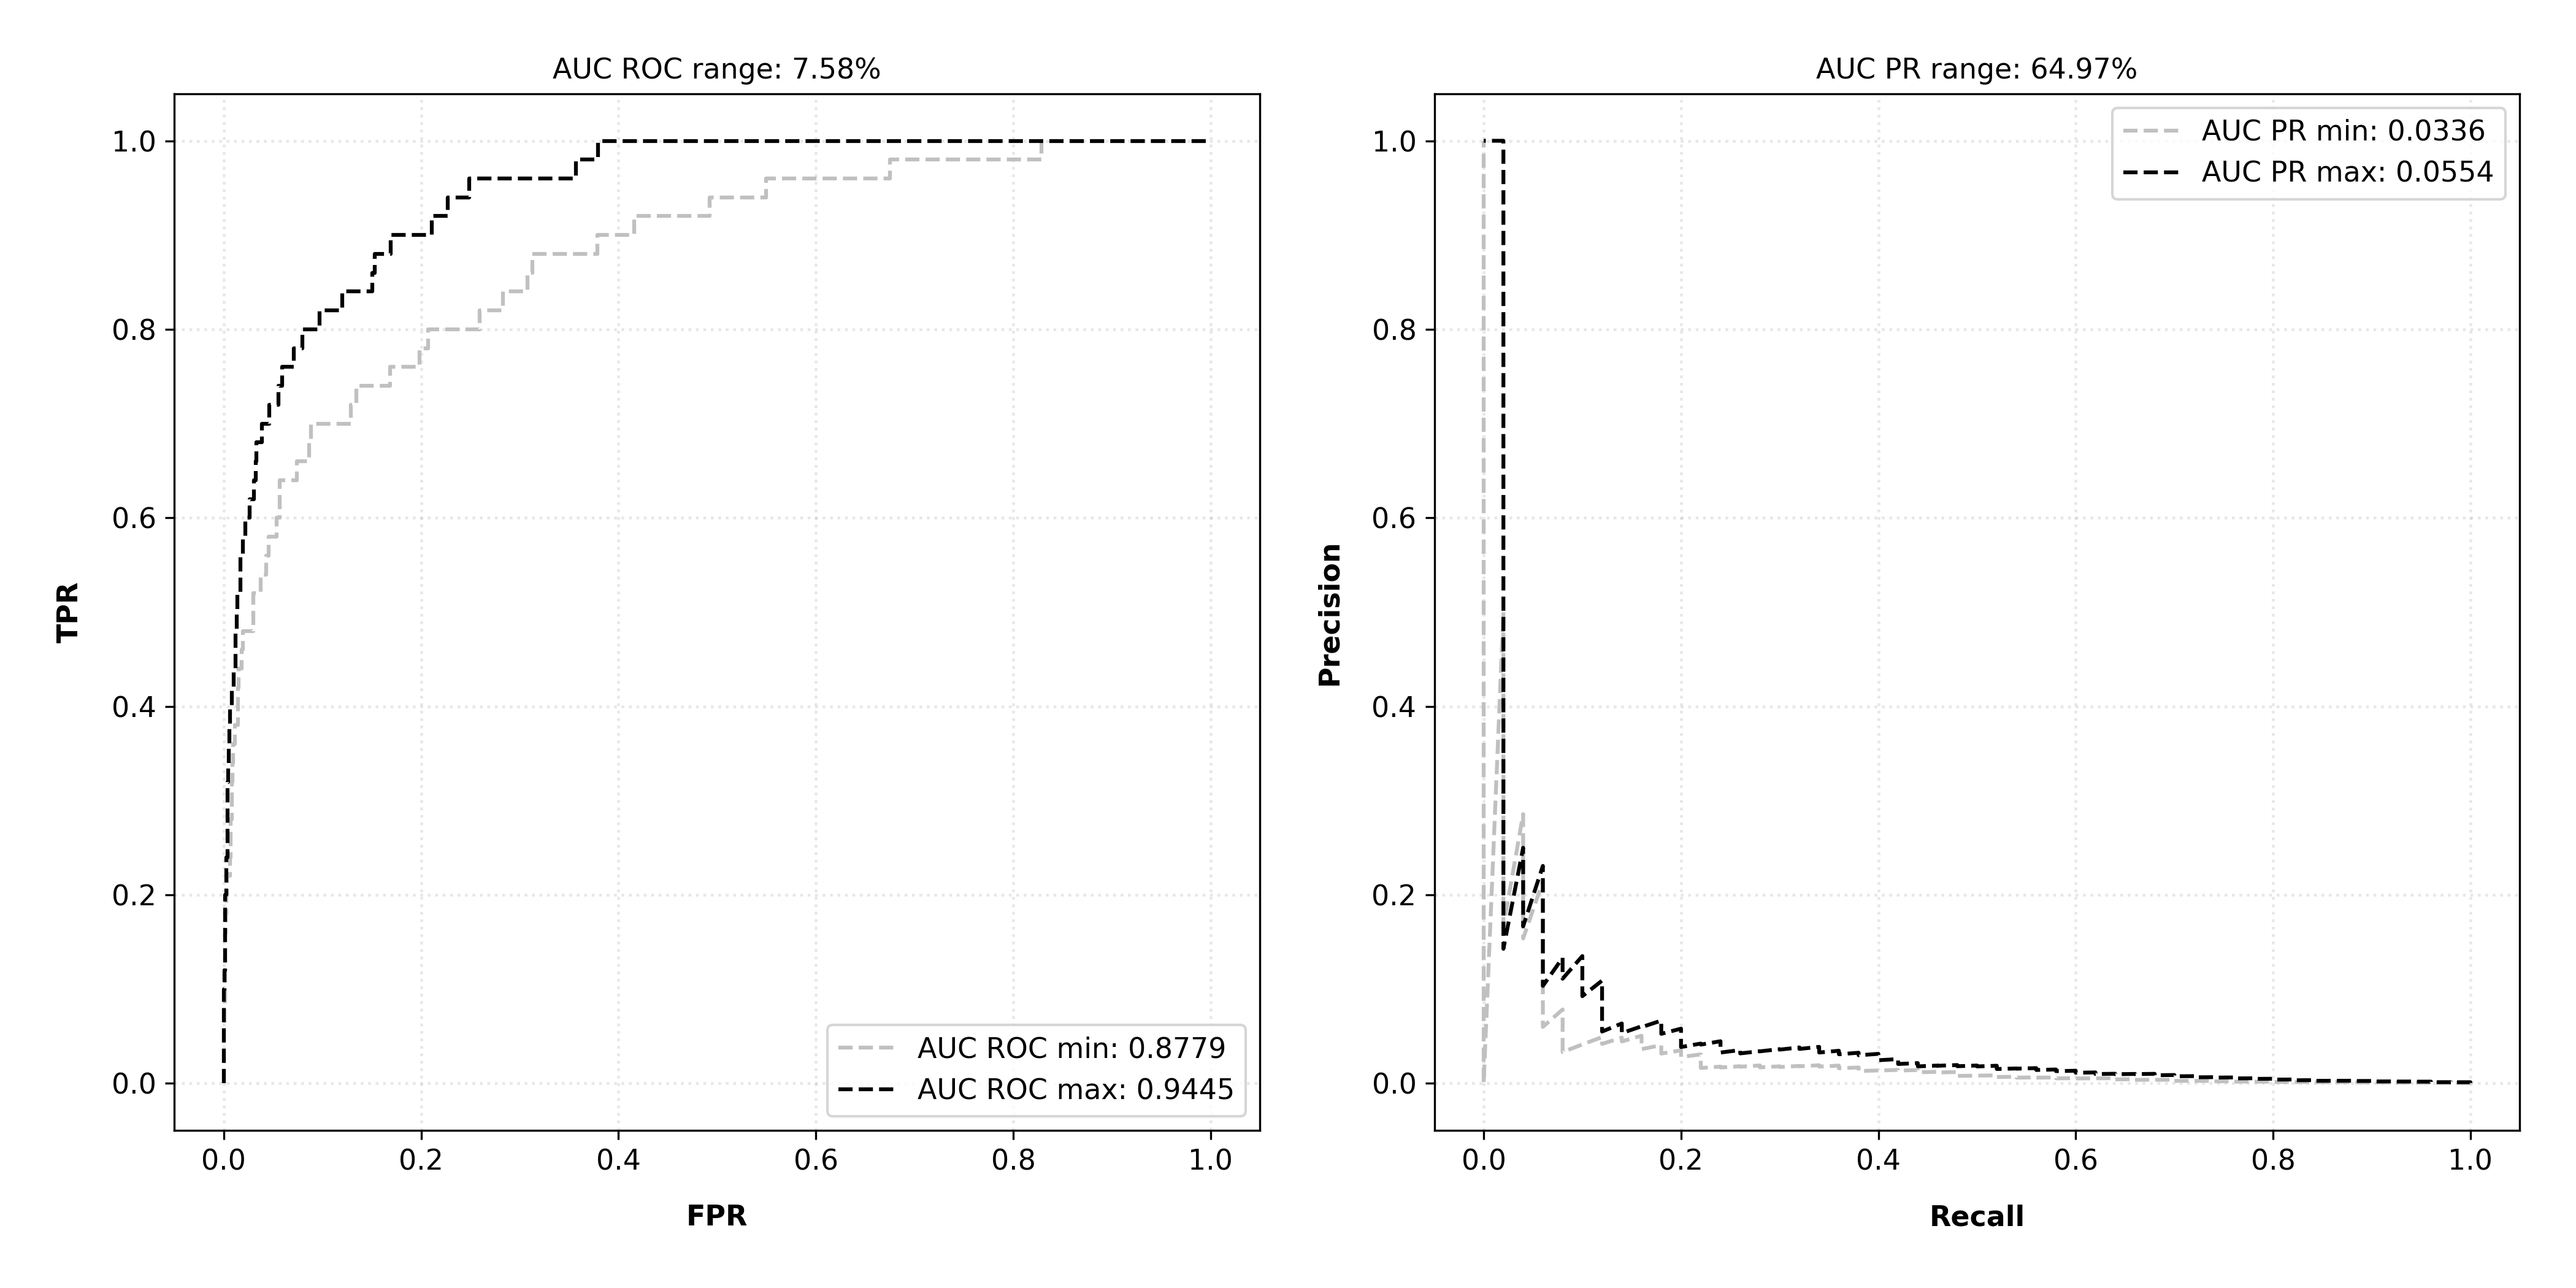 AUC ROC range: 7.58%
1.0
0.8
0.6
0.4
0.2
0.0
TPR
0.0 0.2 0.4 0.6 0.8 1.0
FPR
AUC ROC min: 0.8779
AUC ROC max: 0.9445
AUC PR range: 64.97%
1.0
0.8
0.6
0.4
0.2
0.0
Precision
0.0 0.2 0.4 0.6 0.8 1.0
Recall
AUC PR min: 0.0336
AUC PR max: 0.0554